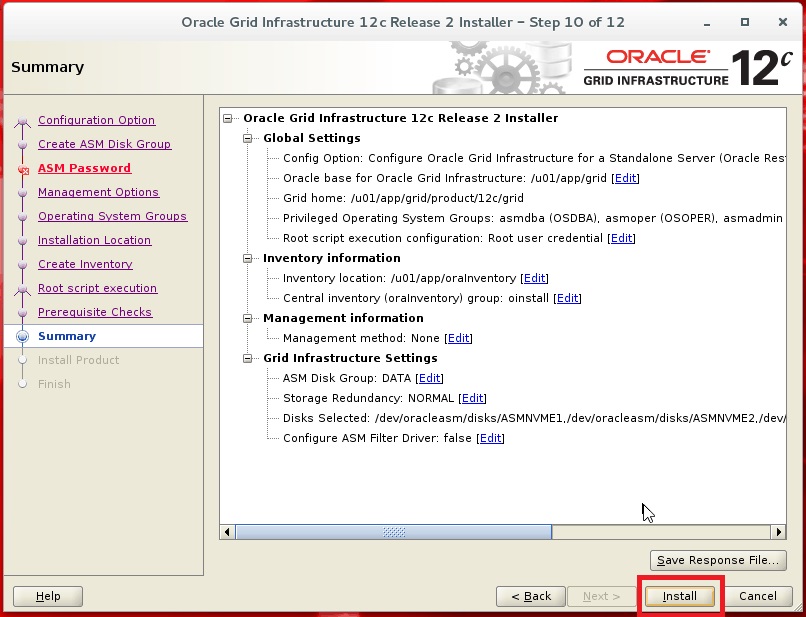 Oracle Grid Infrastructure 12c Release 2 Installer – Step 10 of 12
Summary
ORACLE
GRID INFRASTRUCTURE 12c
Configuration Option
Create ASM Disk Group
ASM Password
Management Options
Operating System Groups
Installation Location
Create Inventory
Root script execution
Prerequisite Checks
Summary
Install Product
Finish
Oracle Grid Infrastructure 12c Release 2 Installer
Global Settings
Config Option: Configure Oracle Grid Infrastructure for a Standalone Server (Oracle Res
Oracle base for Oracle Grid Infrastructure: /u01/app/grid [Edit]
Grid home: /u01/app/grid/product/12c/grid
Privileged Operating System Groups: asmdba (OSDBA), asmoper (OSOPER), asmadmin
Root script execution configuration: Root user credential [Edit]
Inventory information
Inventory location: /u01/app/oraInventory [Edit]
Central inventory (oraInventory) group: oinstall [Edit]
Management information
Management method: None [Edit]
Grid Infrastructure Settings
ASM Disk Group: DATA [Edit]
Storage Redundancy: NORMAL [Edit]
Disks Selected: /dev/oracleasm/disks/ASMNVME1,/dev/oracleasm/disks/ASMNVME2,/dev/
Configure ASM Filter Driver: false [Edit]
Save Response File...
Help
< Back
Next >
Install
Cancel